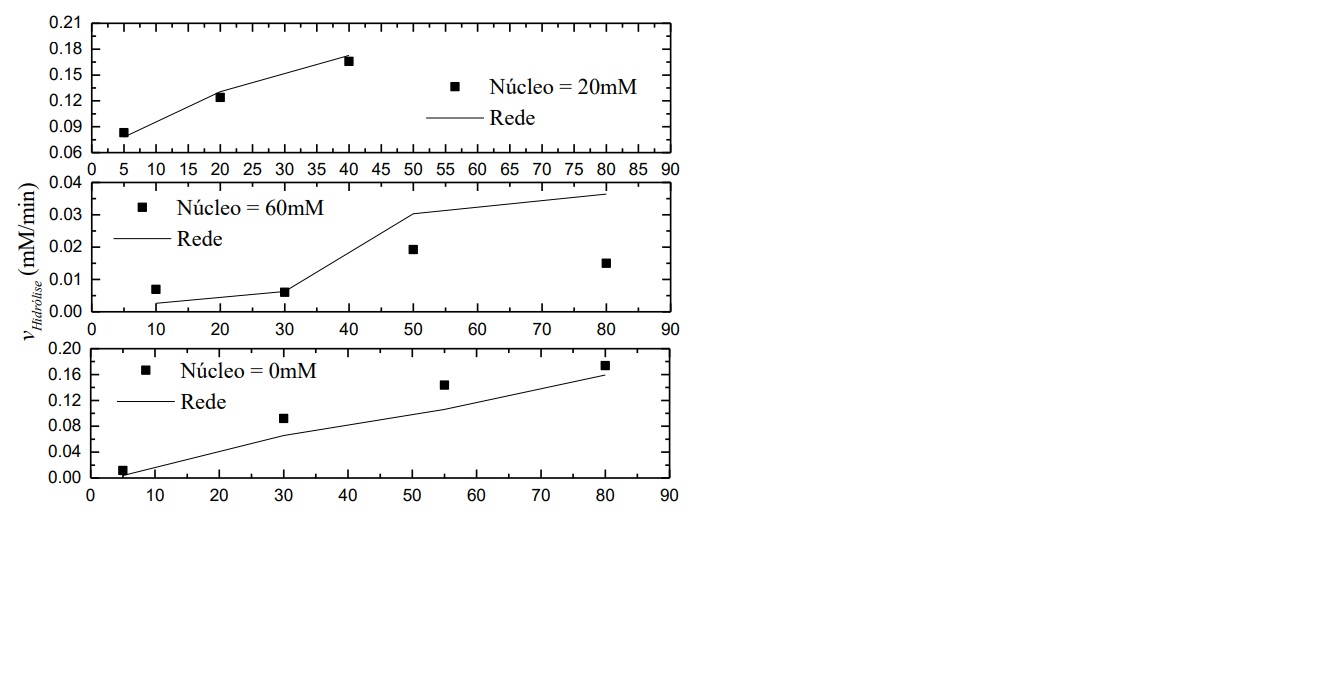 0.21
0.18
0.15
0.12
0.09
0.06
Núcleo = 20mM
Rede
0 5 10 15 20 25 30 35 40 45 50 55 60 65 70 75 80 85 90
v Hidrólise (mM/min)
0.04
0.03
0.02
0.01
0.00
Núcleo = 60mM
Rede
0 10 20 30 40 50 60 70 80 90
0.20
0.16
0.12
0.08
0.04
0.00
Núcleo = 0mM
Rede
0 10 20 30 40 50 60 70 80 90